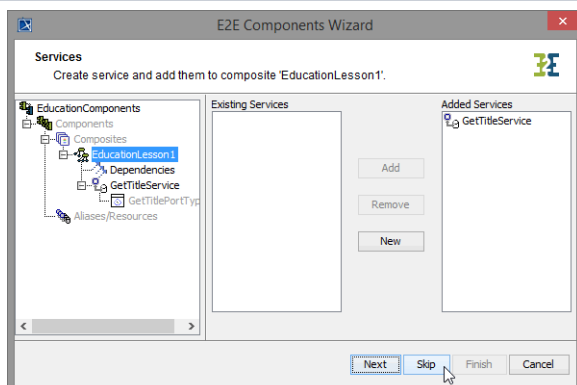 E2E Components Wizard
Services
Create service and add them to composite 'EducationLesson1'.
EducationComponents
Components
Composites
EducationLesson1
Dependencies
GetTitleService
GetTitlePortTyp
Aliases/Resources
Existing Services
Add
Remove
New
Added Services
GetTitleService
Next
Skip
Finish
Cancel